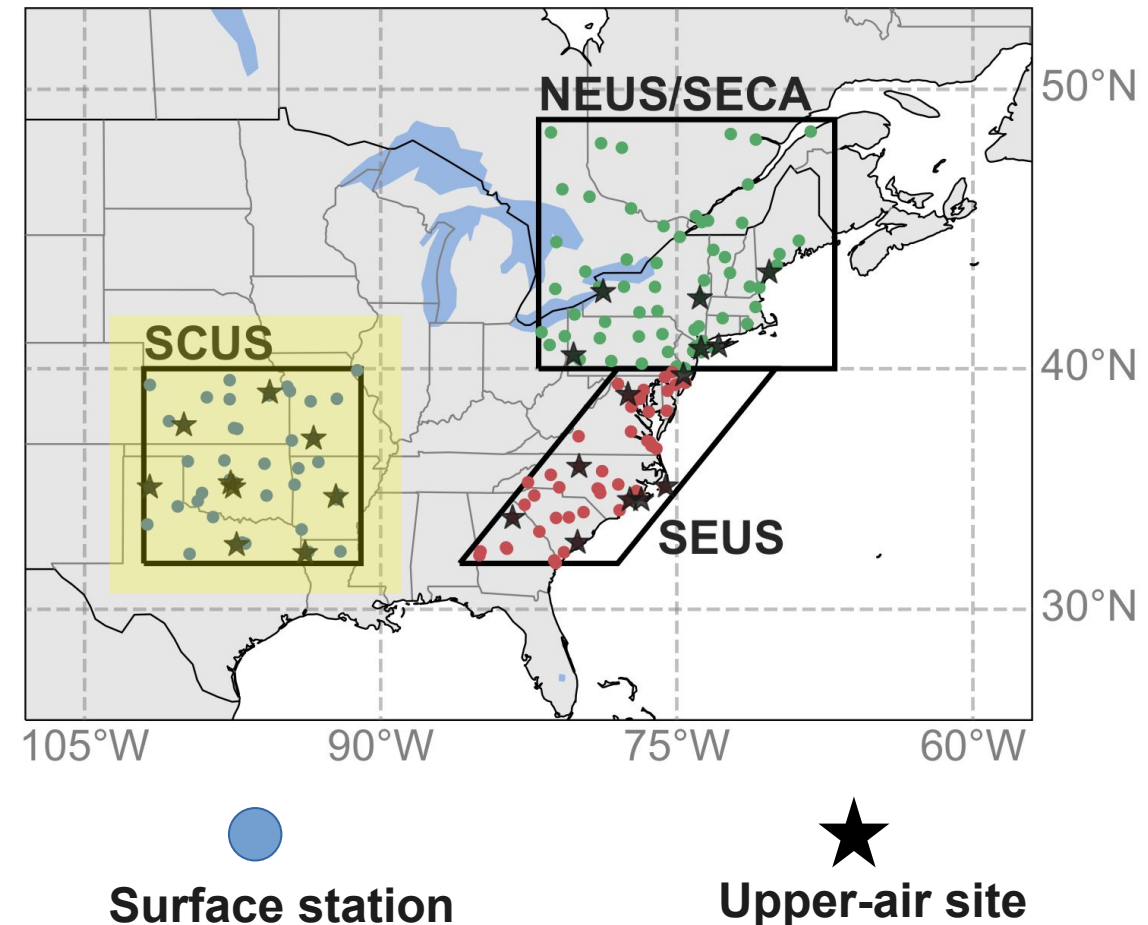 NEUS/SECA
50°N
SCUS
40°N
SEUS
30°N
105°W 90°W 75°W 60°W
Surface station
Upper-air site